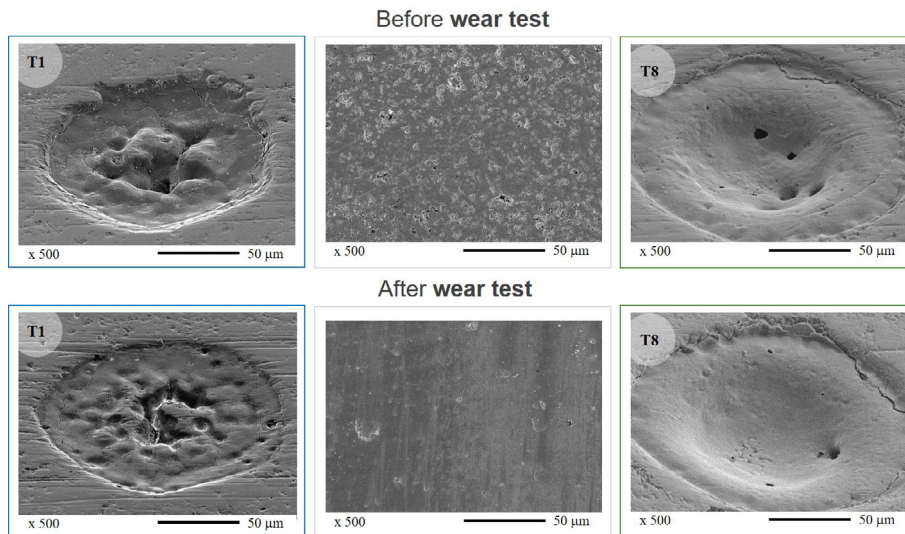 Before wear test
T1
T8
x 500 50 μm
x 500 50 μm
x 500 50 μm
After wear test
T1
T8
x 500 50 μm
x 500 50 μm
x 500 50 μm